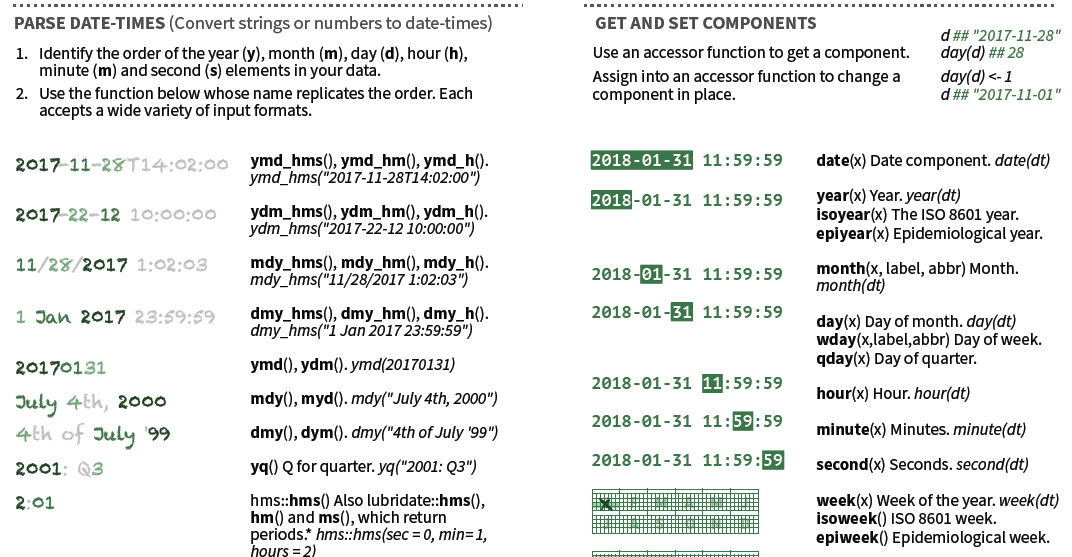 PARSE DATE-TIMES (Convert strings or numbers to date-times)
1. Identify the order of the year (y), month (m), day (d), hour (h),
minute (m) and second (s) elements in your data.
2. Use the function below whose name replicates the order. Each
accepts a wide variety of input formats.
2017-11-28T14:02:00
ymd_hms(), ymd_hm(), ymd_h().
ymd_hms("2017-11-28T14:02:00")
2017-22-12 10:00:00
ydm_hms(), ydm_hm(), ydm_h().
ydm_hms("2017-22-12 10:00:00")
11/28/2017 1:02:03
mdy_hms(), mdy_hm(), mdy_h().
mdy_hms("11/28/2017 1:02:03")
1 Jan 2017 23:59:59
dmy_hms(), dmy_hm(), dmy_h().
dmy_hms("1 Jan 2017 23:59:59")
20170131
ymd(), ydm(). ymd(20170131)
July 4th, 2000
mdy(), myd(). mdy("July 4th, 2000")
4th of July '99
dmy(), dym(). dmy("4th of July '99")
2001: Q3
yq() Q for quarter. yq("2001: Q3")
2:01
hms::hms() Also lubridate::hms(),
hm() and ms(), which return
periods.* hms::hms(sec = 0, min= 1,
hours = 2)
GET AND SET COMPONENTS
Use an accessor function to get a component.
d ## "2017-11-28"
day(d) ## 28
Assign into an accessor function to change a
component in place.
day(d) <- 1
d ## "2017-11-01"
2018-01-31 11:59:59
date(x) Date component. date(dt)
2018-01-31 11:59:59
year(x) Year. year(dt)
isoyear(x) The ISO 8601 year.
epiyear(x) Epidemiological year.
2018-01-31 11:59:59
month(x, label, abbr) Month.
month(dt)
2018-01-31 11:59:59
day(x) Day of month. day(dt)
wday(x,label,abbr) Day of week.
qday(x) Day of quarter.
2018-01-31 11:59:59
hour(x) Hour. hour(dt)
2018-01-31 11:59:59
minute(x) Minutes. minute(dt)
2018-01-31 11:59:59
second(x) Seconds. second(dt)
x F M A M J
J A S O N D
week(x) Week of the year. week(dt)
isoweek() ISO 8601 week.
epiweek() Epidemiological week.